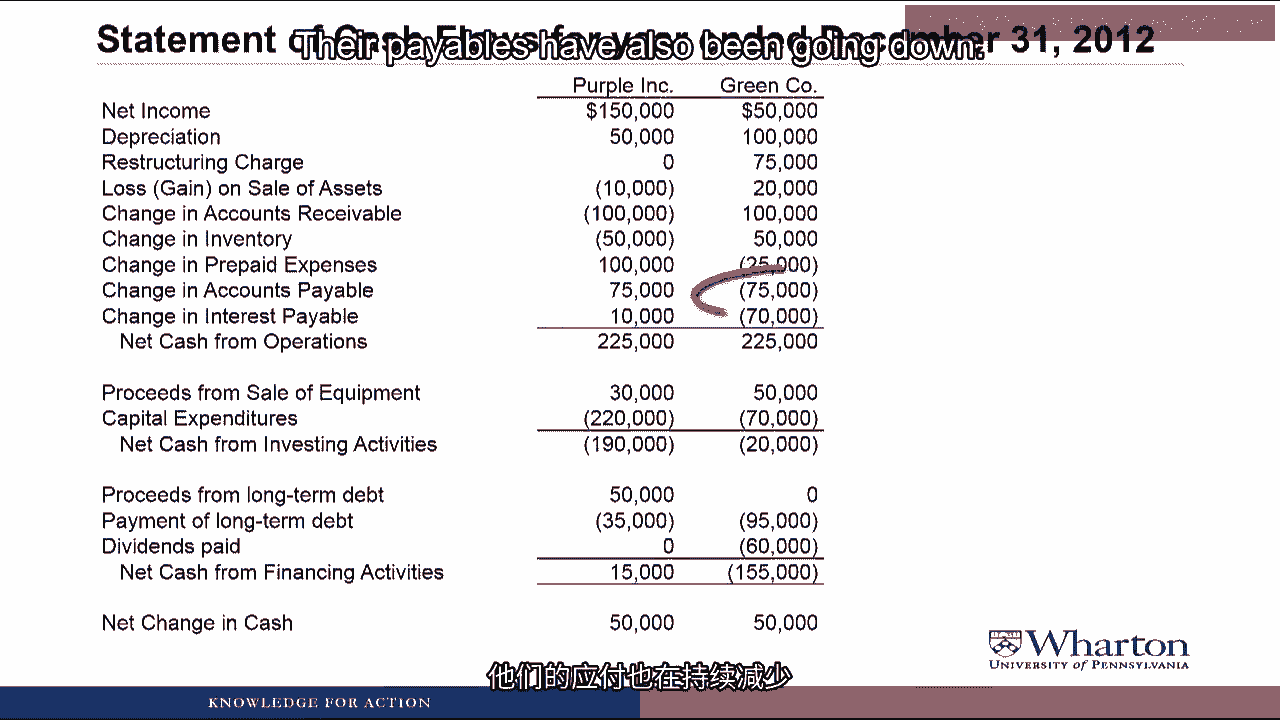 Statement of Cash Flows for year ended December 31, 2012
Their payables have also been going down.
Purple Inc. Green Co.
Net Income $150,000 $50,000
Depreciation 50,000 100,000
Restructuring Charge 0 75,000
Loss (Gain) on Sale of Assets (10,000) 20,000
Change in Accounts Receivable (100,000) 100,000
Change in Inventory (50,000) 50,000
Change in Prepaid Expenses 100,000 (25,000)
Change in Accounts Payable 75,000 (75,000)
Change in Interest Payable 10,000 (70,000)
Net Cash from Operations 225,000 225,000
Proceeds from Sale of Equipment 30,000 50,000
Capital Expenditures (220,000) (70,000)
Net Cash from Investing Activities (190,000) (20,000)
Proceeds from long-term debt 50,000 0
Payment of long-term debt (35,000) (95,000)
Dividends paid 0 (60,000)
Net Cash from Financing Activities 15,000 (155,000)
Net Change in Cash 50,000 50,000
Wharton
UNIVERSITY of PENNSYLVANIA
他们的应付也在持续减少
KNOWLEDGE FOR ACTION